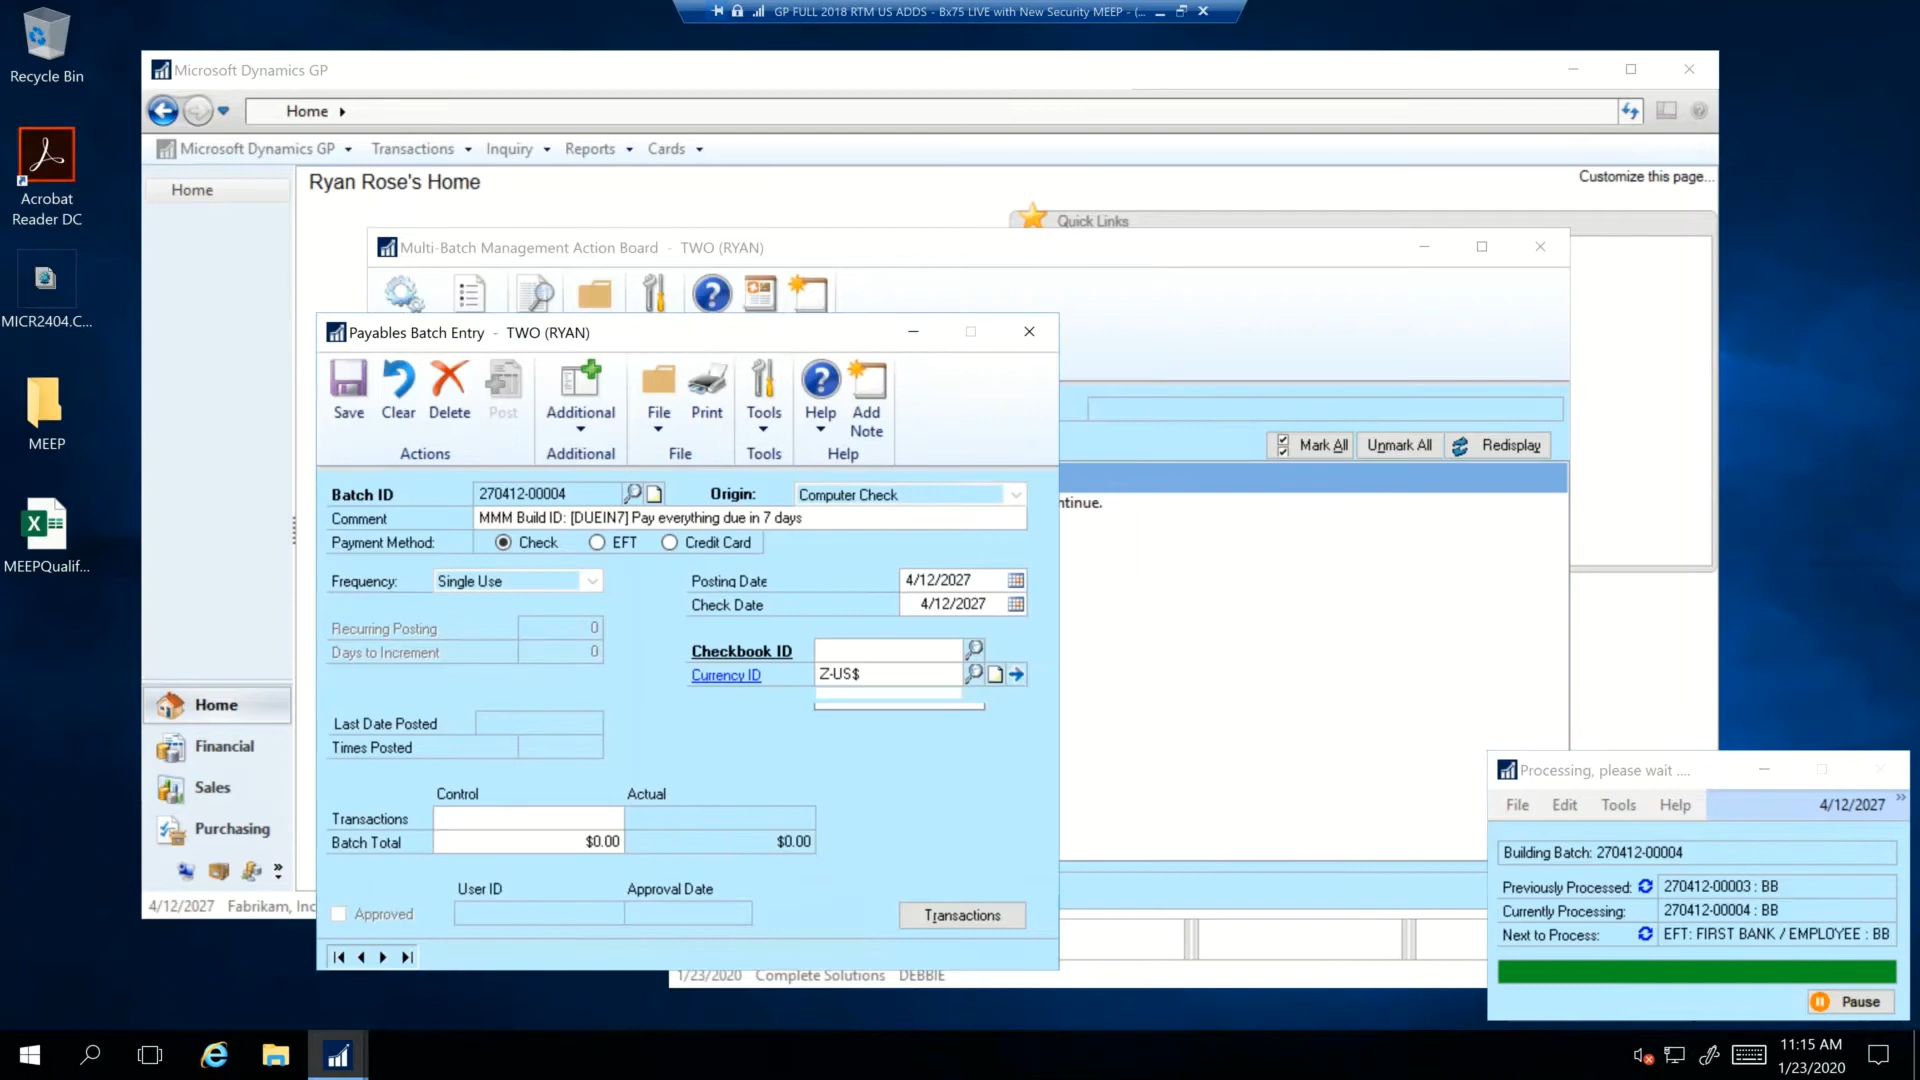 GP FULL 2018 RTM US ADDS - Bx75 LIVE with New Security MEEP - (...
Recycle Bin
Acrobat
Reader DC
MICR2404.C...
MEEP
MEEPQualif...
Microsoft Dynamics GP
Home
Microsoft Dynamics GP
Transactions
Inquiry
Reports
Cards
Home
Ryan Rose's Home
Customize this page...
Quick Links
Multi-Batch Management Action Board - TWO (RYAN)
Mark All
Unmark All
Redisplay
ntinue.
Payables Batch Entry - TWO (RYAN)
Save
Clear
Delete
Post
Additional
File
Print
Tools
Help
Add
Note
Actions
Additional
File
Tools
Help
Batch ID 270412-00004
Origin: Computer Check
Comment MMM Build ID: [DUEIN7] Pay everything due in 7 days
Payment Method: Check EFT Credit Card
Frequency: Single Use
Posting Date 4/12/2027
Check Date 4/12/2027
Recurring Posting 0
Days to Increment 0
Checkbook ID
Currency ID Z-US$
Last Date Posted
Times Posted
Control Actual
Transactions
Batch Total $0.00 $0.00
User ID Approval Date
Approved
Transactions
Home
Financial
Sales
Purchasing
4/12/2027 Fabrikam, Inc
1/23/2020 Complete Solutions DEBBIE
Processing, please wait ....
File Edit Tools Help 4/12/2027
Building Batch: 270412-00004
Previously Processed: 270412-00003 : BB
Currently Processing: 270412-00004 : BB
Next to Process: EFT: FIRST BANK / EMPLOYEE : BB
Pause
11:15 AM
1/23/2020